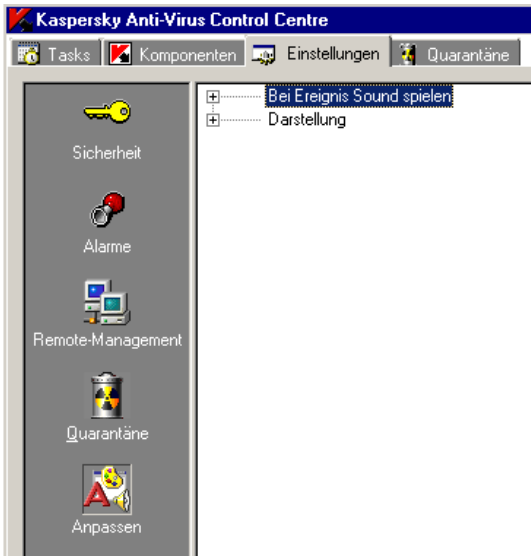 Kaspersky Anti-Virus Control Centre
Tasks Komponenten Einstellungen Quarantäne
Bei Ereignis Sound spielen
Darstellung
Sicherheit
Alarme
Remote-Management
Quarantäne
Anpassen